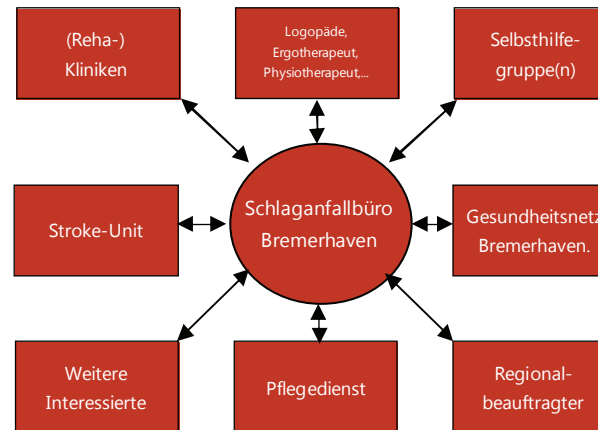 (Reha-)
Kliniken
Logopäde,
Ergotherapeut,
Physiotherapeut,...
Selbsthilfe-
gruppe(n)
Stroke-Unit
Schlaganfallbüro
Bremerhaven
Gesundheitsnetz
Bremerhaven.
Weitere
Interessierte
Pflegedienst
Regional-
beauftragter